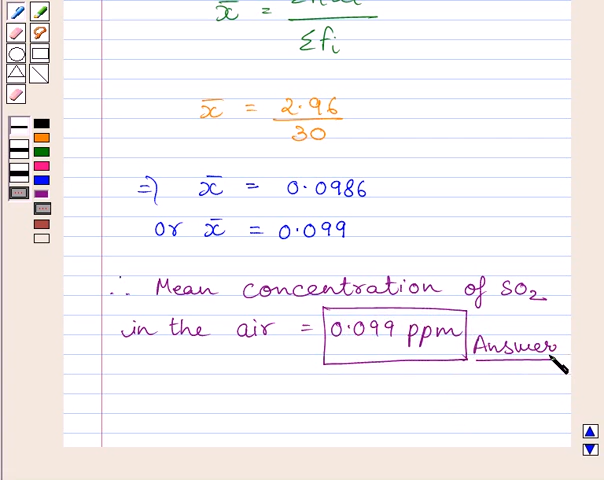 x̄ = Σfᵢxᵢ / Σfᵢ
x̄ = 2.96 / 30
⇒ x̄ = 0.0986
or x̄ = 0.099
∴ Mean concentration of SO₂
in the air = 0.099 ppm Answer